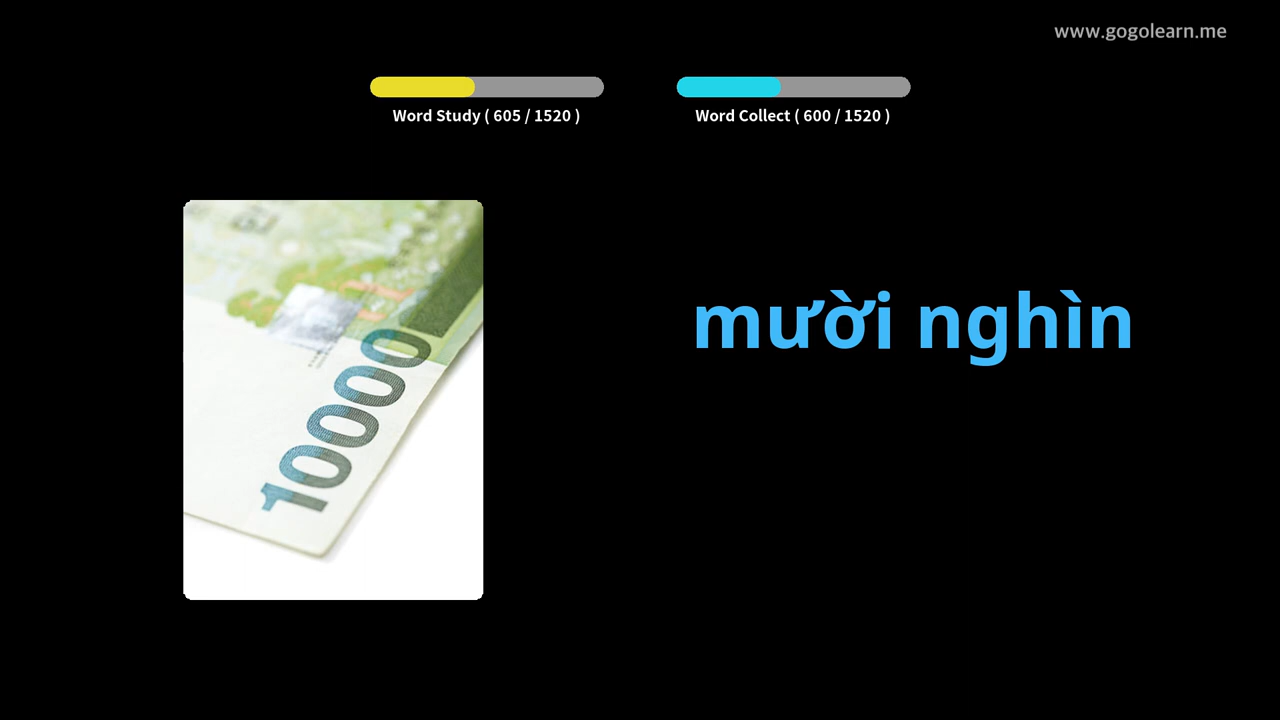 www.gogolearn.me
Word Study ( 605 / 1520 )
Word Collect ( 600 / 1520 )
mười nghìn
10000